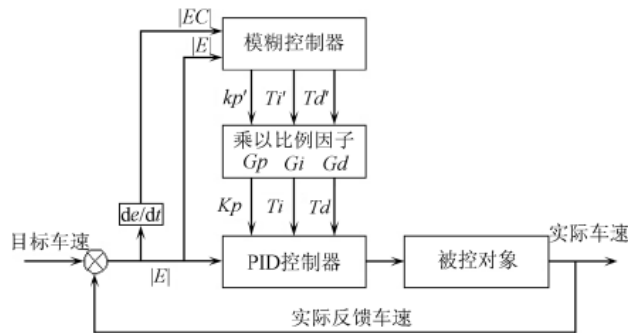 |EC|
|E|
模糊控制器
kp' Ti' Td'
乘以比例因子
Gp Gi Gd
Kp Ti Td
de/dt
目标车速
|E|
PID控制器
被控对象
实际车速
实际反馈车速